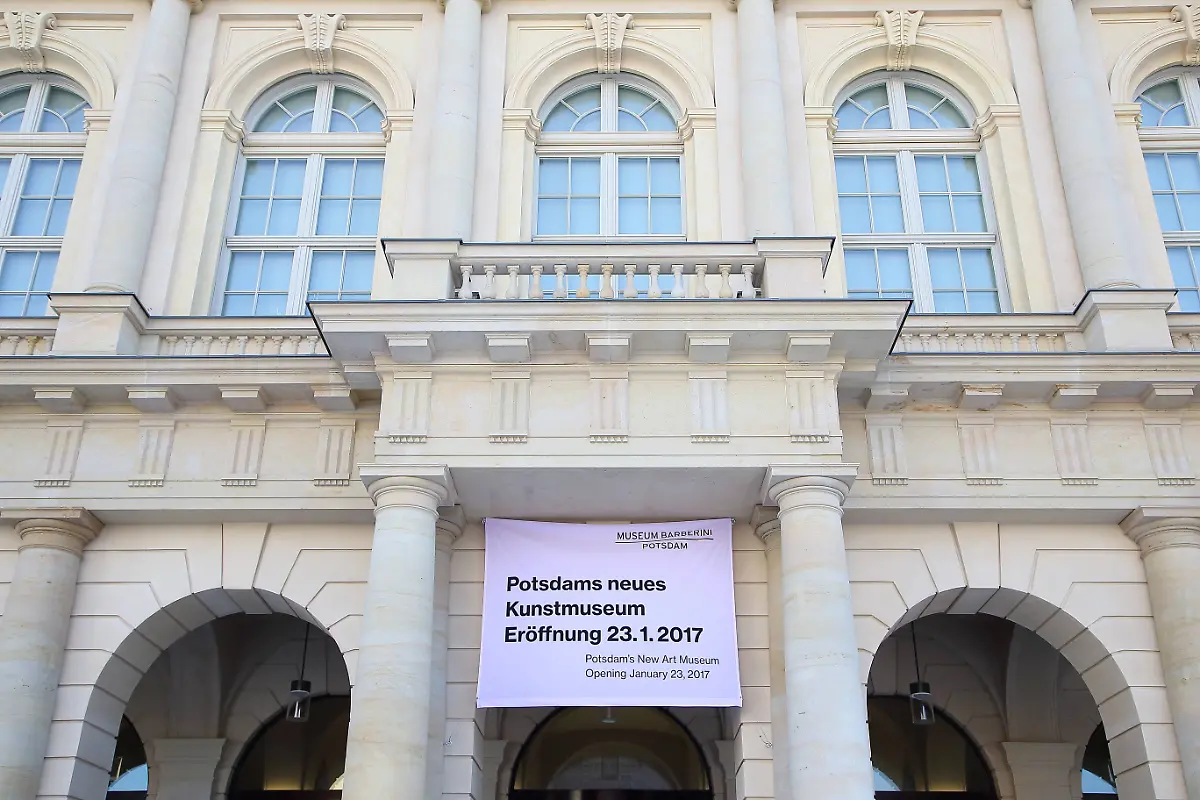 MUSEUM BARBERINI
POTSDAM
Potsdams neues
Kunstmuseum
Eröffnung 23.1.2017
Potsdam's New Art Museum
Opening January 23, 2017